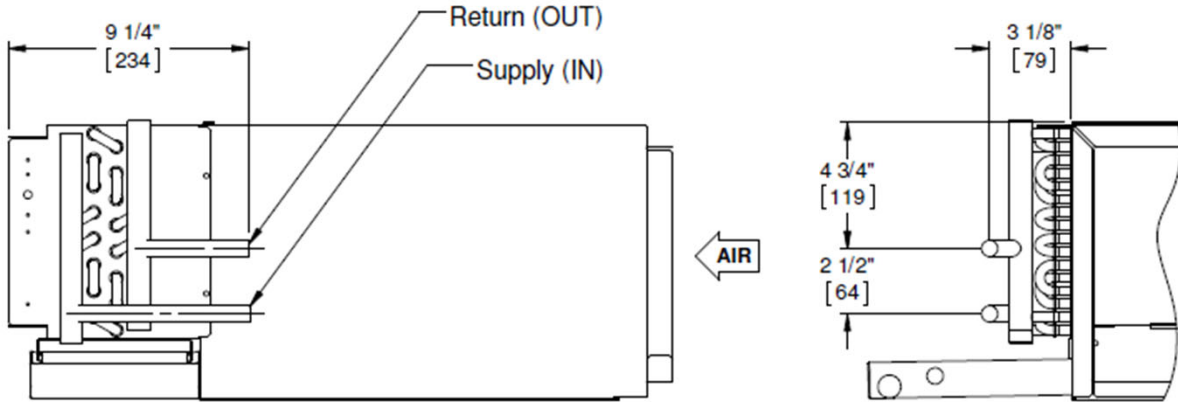 Return (OUT)
Supply (IN)
9 1/4"
[234]
AIR
3 1/8"
[79]
4 3/4"
[119]
2 1/2"
[64]